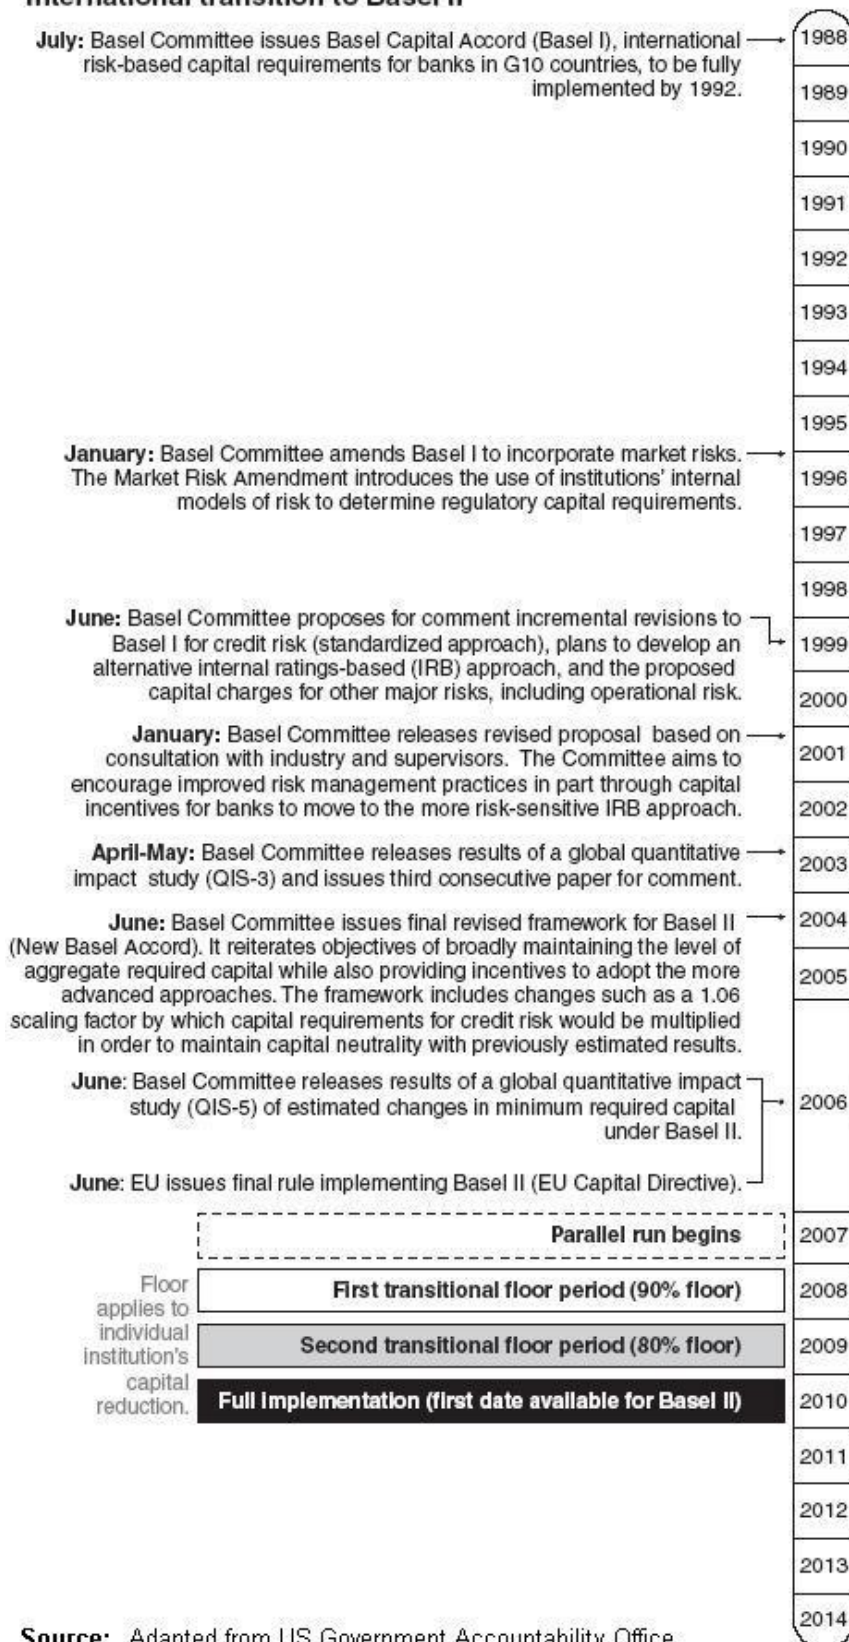 International transition to Basel II
July: Basel Committee issues Basel Capital Accord (Basel I), international
risk-based capital requirements for banks in G10 countries, to be fully
implemented by 1992.
1988
1989
1990
1991
1992
1993
1994
1995
January: Basel Committee amends Basel I to incorporate market risks.
The Market Risk Amendment introduces the use of institutions' internal
models of risk to determine regulatory capital requirements.
1996
1997
1998
June: Basel Committee proposes for comment incremental revisions to
Basel I for credit risk (standardized approach), plans to develop an
alternative internal ratings-based (IRB) approach, and the proposed
capital charges for other major risks, including operational risk.
1999
2000
January: Basel Committee releases revised proposal based on
consultation with industry and supervisors. The Committee aims to
encourage improved risk management practices in part through capital
incentives for banks to move to the more risk-sensitive IRB approach.
2001
2002
April-May: Basel Committee releases results of a global quantitative
impact study (QIS-3) and issues third consecutive paper for comment.
2003
June: Basel Committee issues final revised framework for Basel II
(New Basel Accord). It reiterates objectives of broadly maintaining the level of
aggregate required capital while also providing incentives to adopt the more
advanced approaches. The framework includes changes such as a 1.06
scaling factor by which capital requirements for credit risk would be multiplied
in order to maintain capital neutrality with previously estimated results.
2004
2005
June: Basel Committee releases results of a global quantitative impact
study (QIS-5) of estimated changes in minimum required capital
under Basel II.
2006
June: EU issues final rule implementing Basel II (EU Capital Directive).
Parallel run begins
2007
Floor
applies to
individual
institution's
capital
reduction.
First transitional floor period (90% floor)
2008
Second transitional floor period (80% floor)
2009
Full implementation (first date available for Basel II)
2010
2011
2012
2013
2014
Source: Adapted from US Government Accountability Office